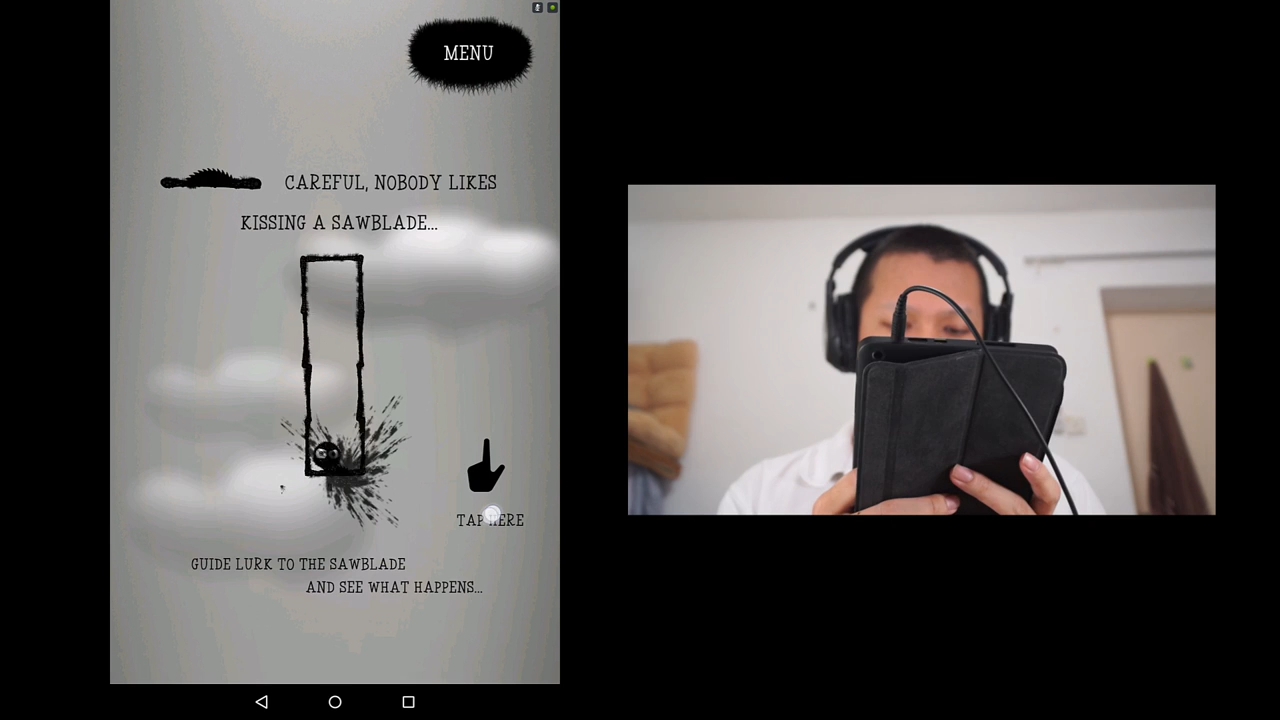 MENU
CAREFUL, NOBODY LIKES
KISSING A SAWBLADE...
TAP HERE
GUIDE LURK TO THE SAWBLADE
AND SEE WHAT HAPPENS...